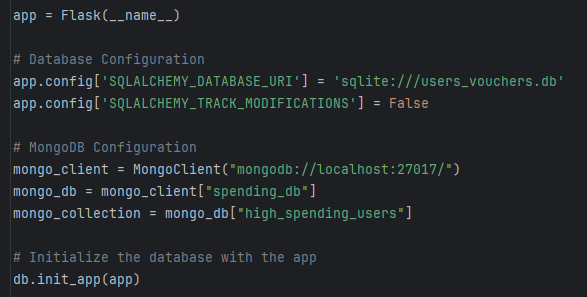 app = Flask(__name__)
# Database Configuration
app.config['SQLALCHEMY_DATABASE_URI'] = 'sqlite:///users_vouchers.db'
app.config['SQLALCHEMY_TRACK_MODIFICATIONS'] = False
# MongoDB Configuration
mongo_client = MongoClient("mongodb://localhost:27017/")
mongo_db = mongo_client["spending_db"]
mongo_collection = mongo_db["high_spending_users"]
# Initialize the database with the app
db.init_app(app)